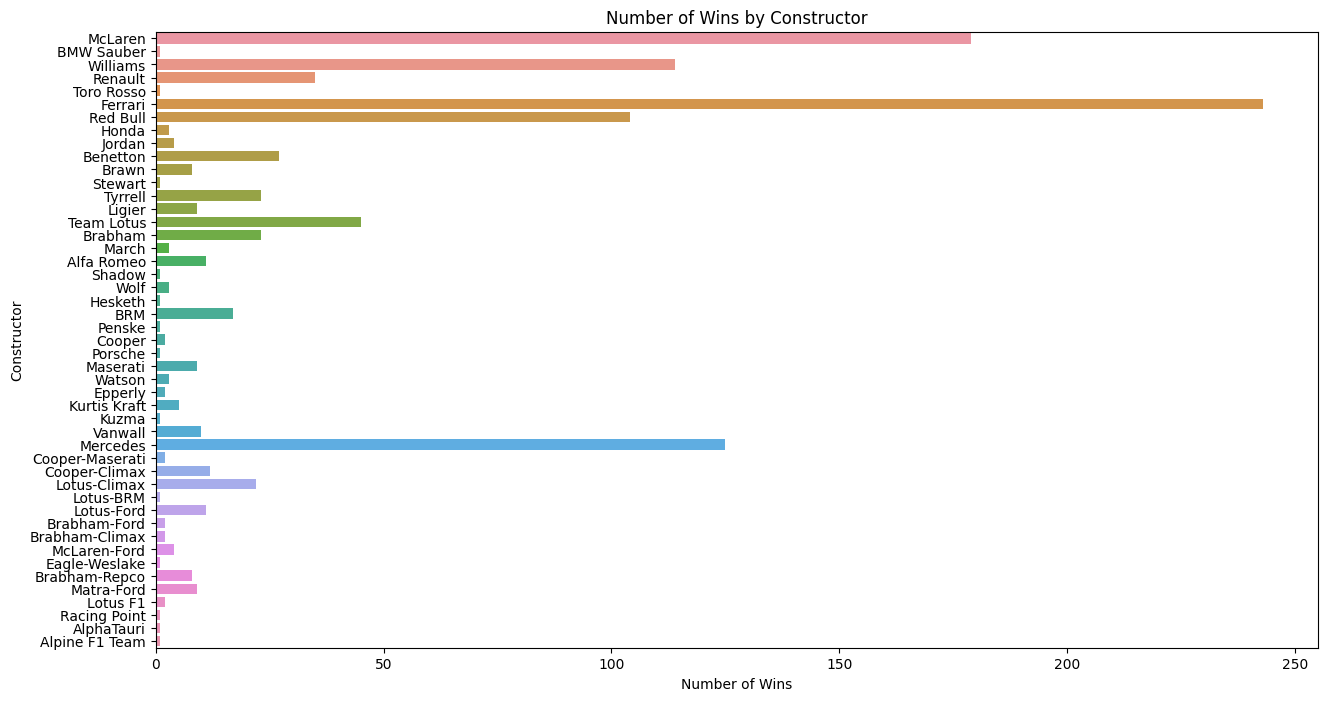 Number of Wins by Constructor
McLaren
BMW Sauber
Williams
Renault
Toro Rosso
Ferrari
Red Bull
Honda
Jordan
Benetton
Brawn
Stewart
Tyrrell
Ligier
Team Lotus
Brabham
March
Alfa Romeo
Shadow
Wolf
Hesketh
BRM
Penske
Cooper
Porsche
Maserati
Watson
Epperly
Kurtis Kraft
Kuzma
Vanwall
Mercedes
Cooper-Maserati
Cooper-Climax
Lotus-Climax
Lotus-BRM
Lotus-Ford
Brabham-Ford
Brabham-Climax
McLaren-Ford
Eagle-Weslake
Brabham-Repco
Matra-Ford
Lotus F1
Racing Point
AlphaTauri
Alpine F1 Team
Constructor
0 50 100 150 200 250
Number of Wins